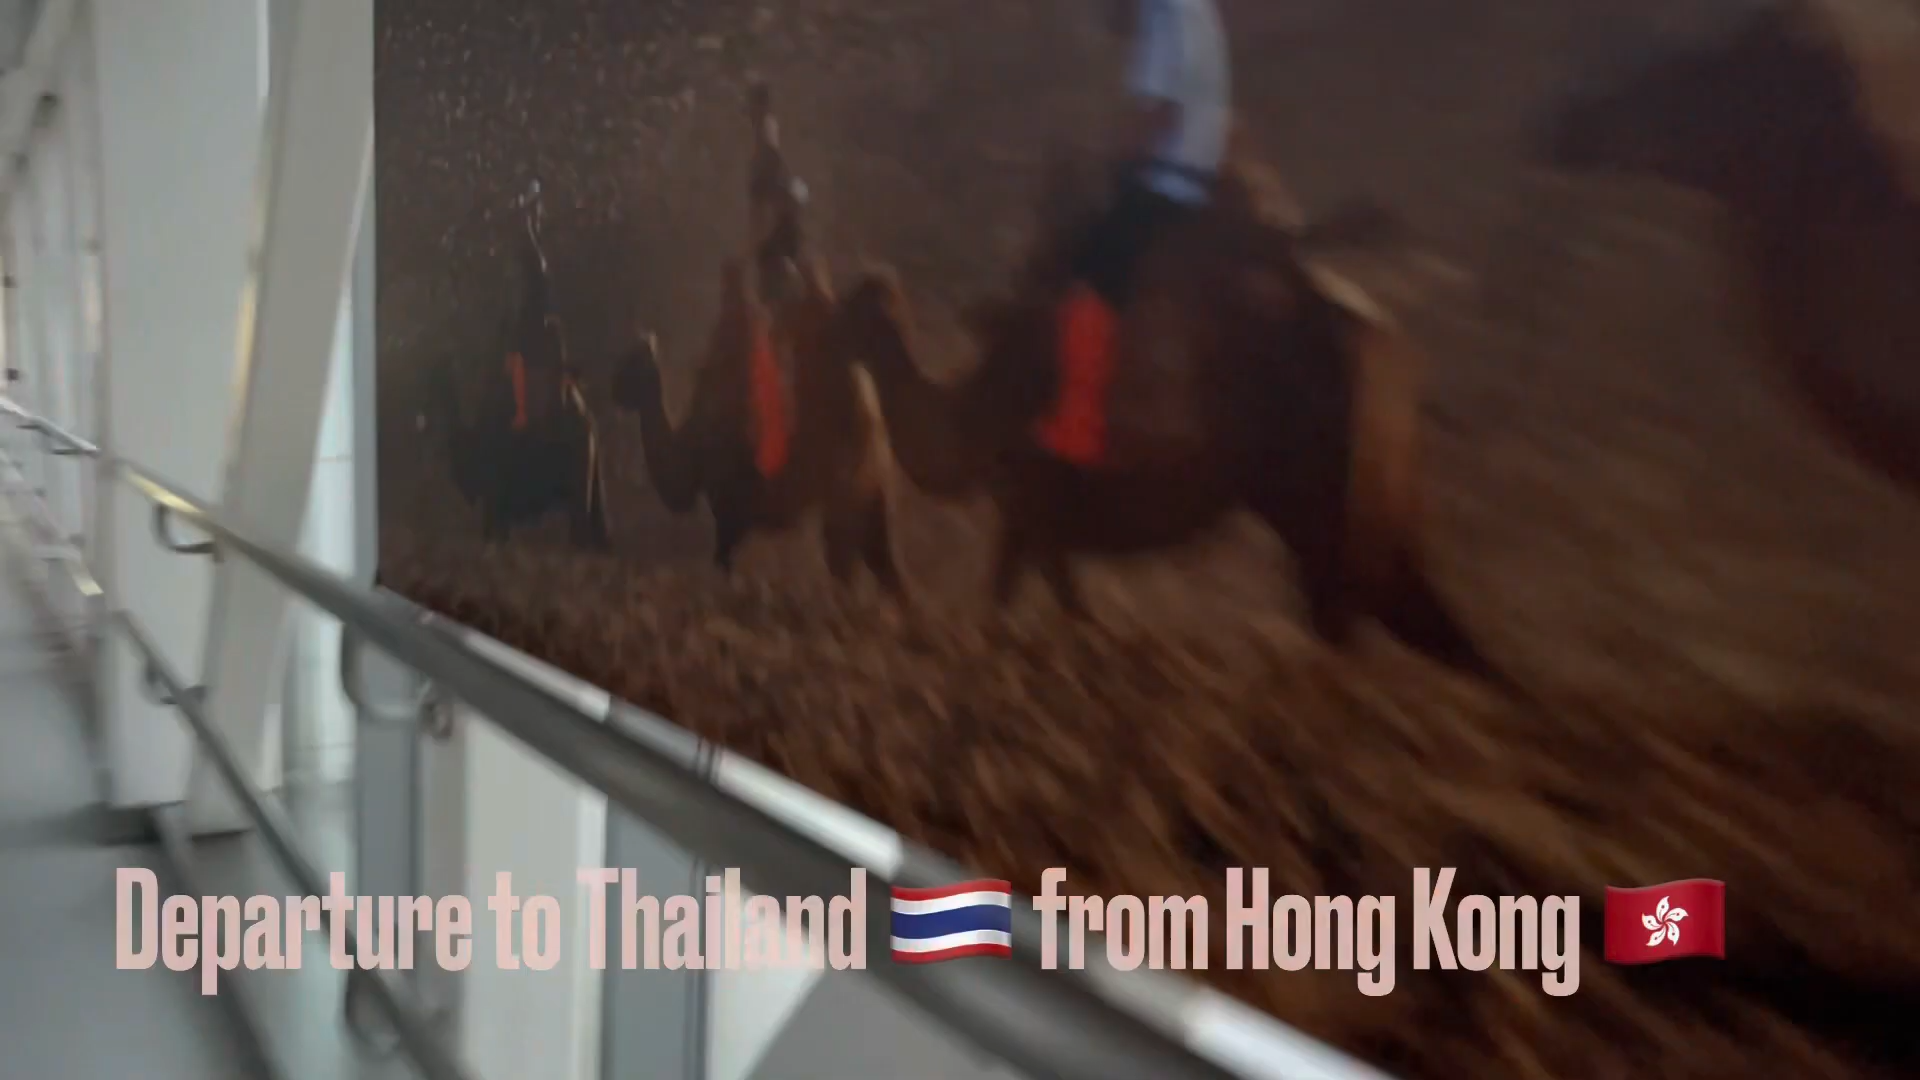 Departure to Thailand 🇹🇭 from Hong Kong 🇭🇰